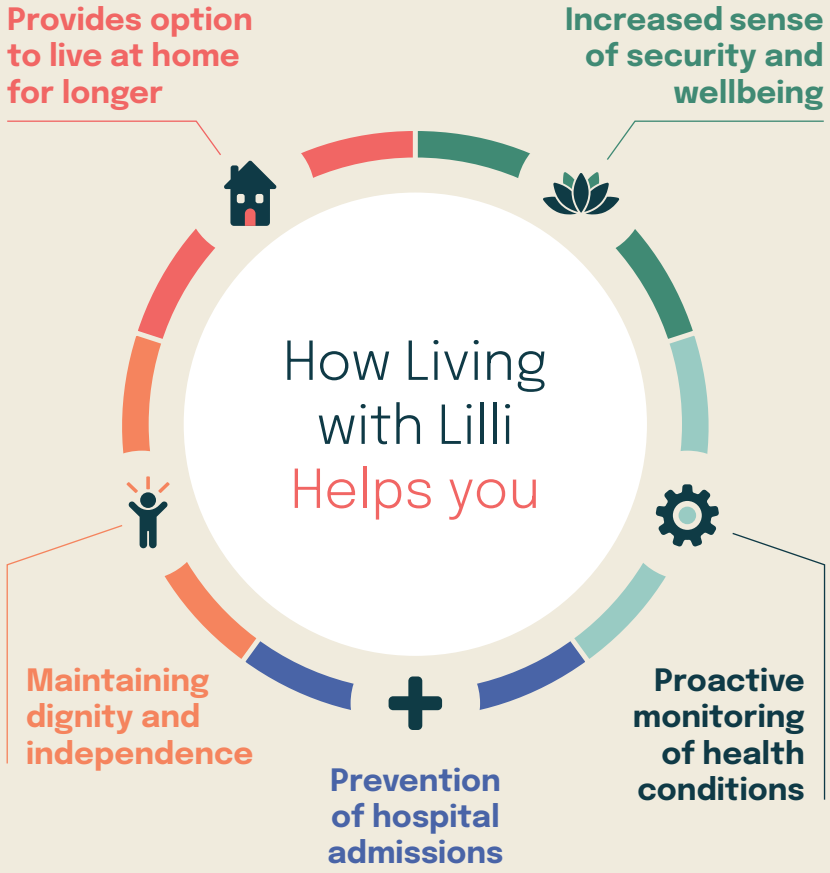 Provides option
to live at home
for longer
Increased sense
of security and
wellbeing
How Living
with Lilli
Helps you
Maintaining
dignity and
independence
Proactive
monitoring
of health
conditions
Prevention
of hospital
admissions